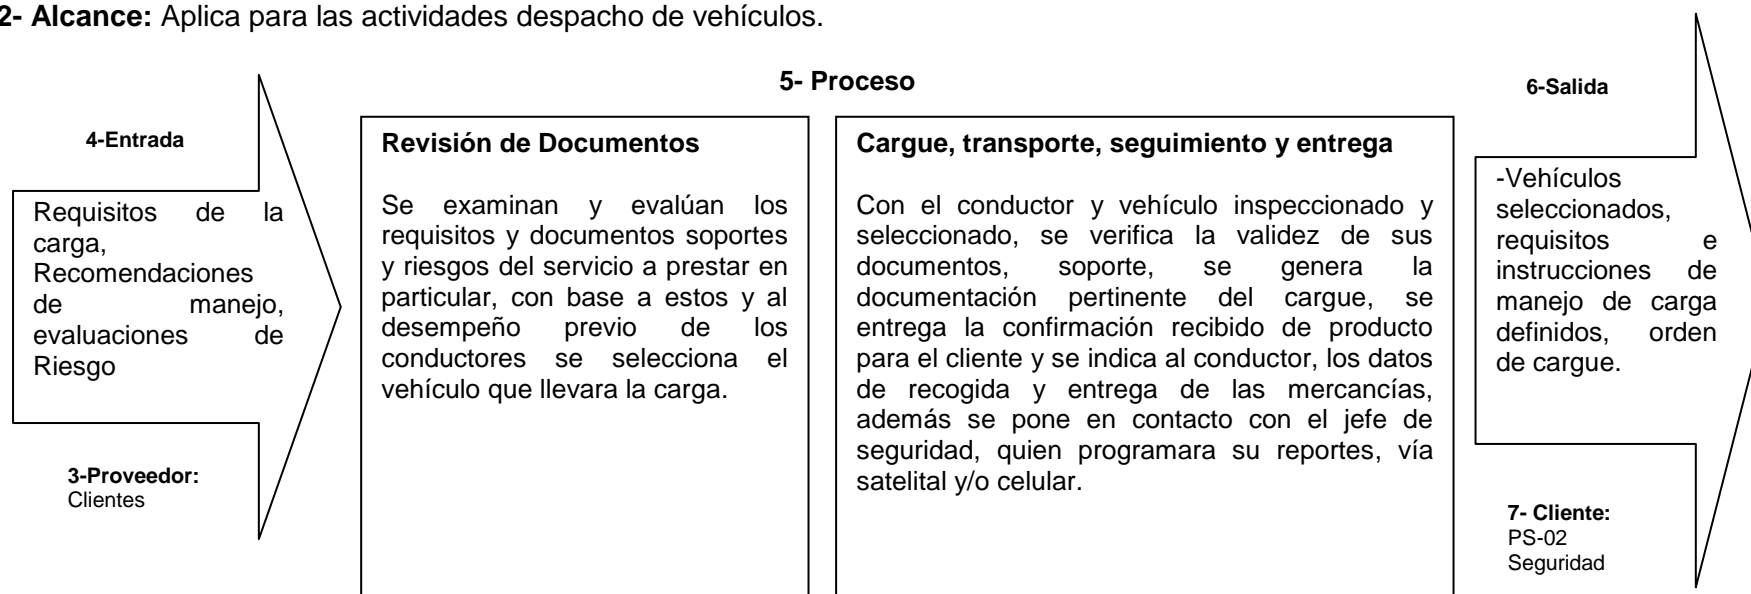 2- Alcance: Aplica para las actividades despacho de vehículos.
5- Proceso
4-Entrada
Requisitos de la
carga,
Recomendaciones
de manejo,
evaluaciones de
Riesgo
3-Proveedor:
Clientes
Revisión de Documentos
Se examinan y evalúan los
requisitos y documentos soportes
y riesgos del servicio a prestar en
particular, con base a estos y al
desempeño previo de los
conductores se selecciona el
vehículo que llevara la carga.
Cargue, transporte, seguimiento y entrega
Con el conductor y vehículo inspeccionado y
seleccionado, se verifica la validez de sus
documentos, soporte, se genera la
documentación pertinente del cargue, se
entrega la confirmación recibido de producto
para el cliente y se indica al conductor, los datos
de recogida y entrega de las mercancías,
además se pone en contacto con el jefe de
seguridad, quien programara su reportes, vía
satelital y/o celular.
6-Salida
-Vehículos
seleccionados,
requisitos e
instrucciones de
manejo de carga
definidos, orden
de cargue.
7- Cliente:
PS-02
Seguridad